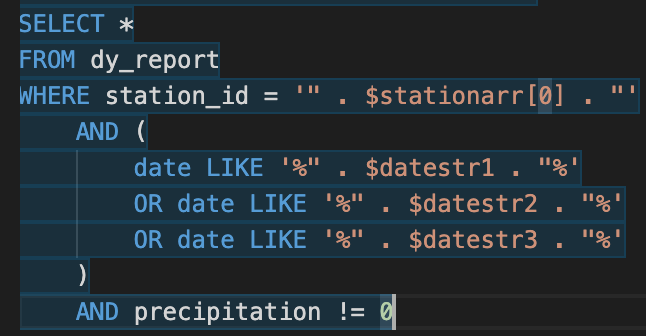 SELECT *
FROM dy_report
WHERE station_id = '" . $stationarr[0] . "'
    AND (
        date LIKE '%" . $datestr1 . "%'
        OR date LIKE '%" . $datestr2 . "%'
        OR date LIKE '%" . $datestr3 . "%'
    )
    AND precipitation != 0